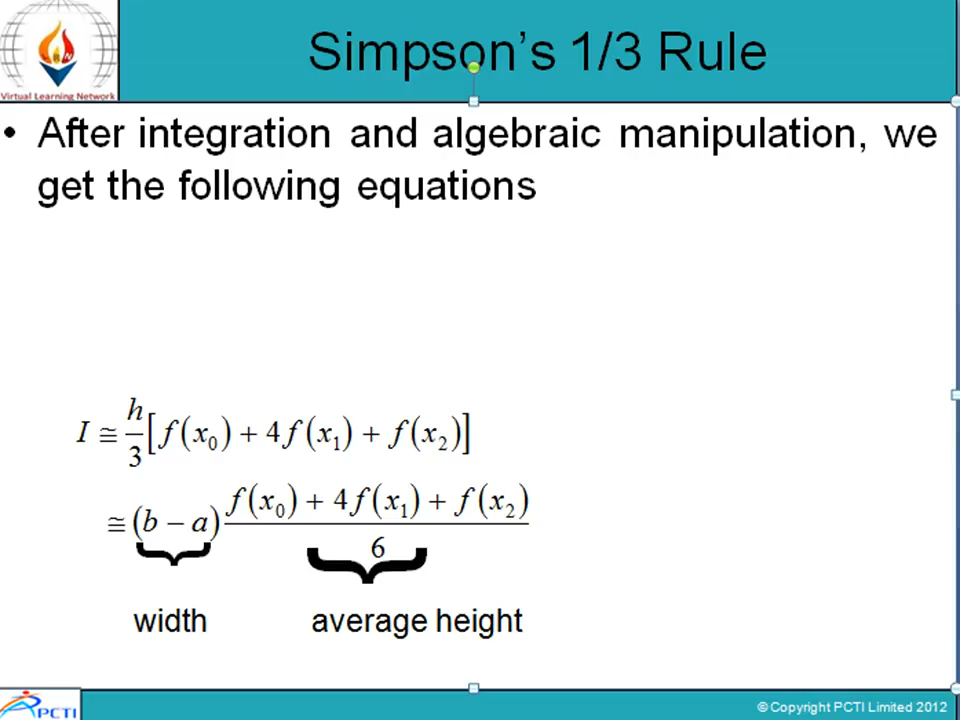 Virtual Learning Network
Simpson's 1/3 Rule
• After integration and algebraic manipulation, we
get the following equations
I ≅ h/3 [f(x₀) + 4f(x₁) + f(x₂)]
≅ (b − a) f(x₀) + 4f(x₁) + f(x₂) / 6
width average height
PCTI
© Copyright PCTI Limited 2012